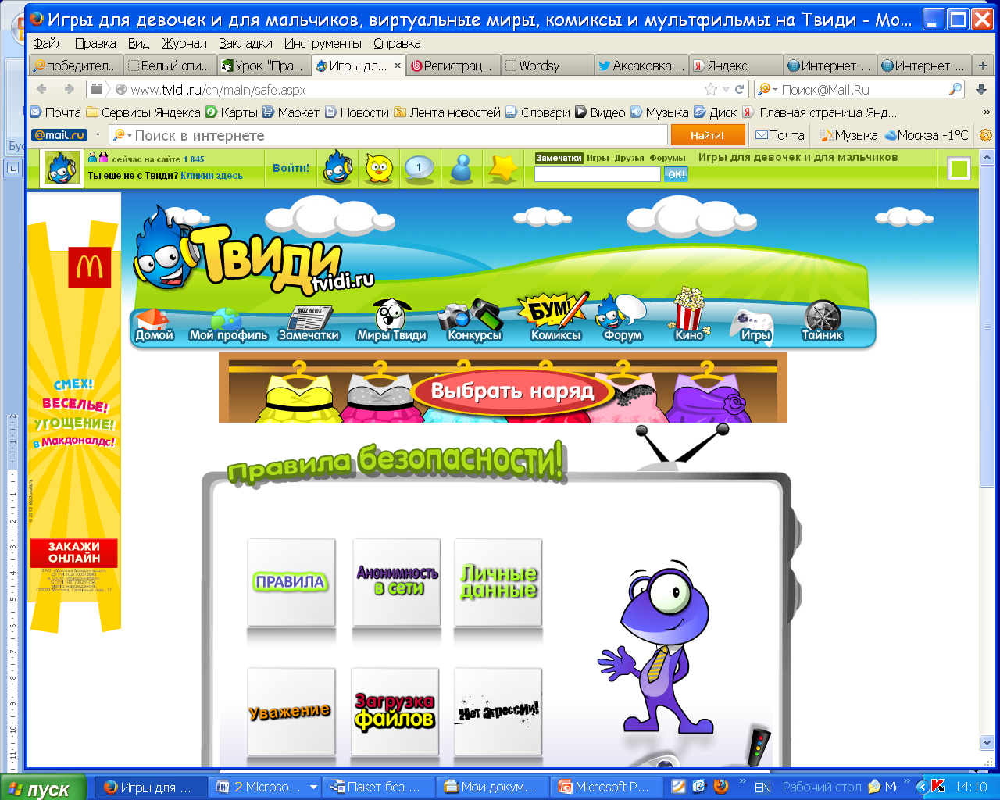 Игры для девочек и для мальчиков, виртуальные миры, комиксы и мультфильмы на Твиди - Mo...
Файл Правка Вид Журнал Закладки Инструменты Справка
победител... Белый спи... Урок "Пра... Игры дл... Регистрац... Wordsy Аксаковка ... Яндекс Интернет-... Интернет-...
www.tvidi.ru/ch/main/safe.aspx
Поиск@Mail.Ru
Почта Сервисы Яндекса Карты Маркет Новости Лента новостей Словари Видео Музыка Диск Главная страница Янд...
@mail.ru Поиск в интернете Найти! Почта Музыка Москва -1°C
сейчас на сайте 1 845
Ты еще не с Твиди? Кликни здесь
Войти!
1
Замечатки Игры Друзья Форумы
OK!
Игры для девочек и для мальчиков
Твиди
tvidi.ru
БУМ!
BUZZ NEWS
Домой Мой профиль Замечатки Миры Твиди Конкурсы Комиксы Форум Кино Игры Тайник
Выбрать наряд
СМЕХ!
ВЕСЕЛЬЕ!
УГОЩЕНИЕ!
в Макдоналдс!
© 2013 McDonald's
ЗАКАЖИ
ОНЛАЙН
Правила безопасности!
ПРАВИЛА
Анонимность
в сети
Личные
данные
Уважение
Загрузка
файлов
Нет агрессии!
Бус
пуск
Игры для ... 2 Microso... Пакет без ... Мои докум... Microsoft P... EN Рабочий стол 14:10